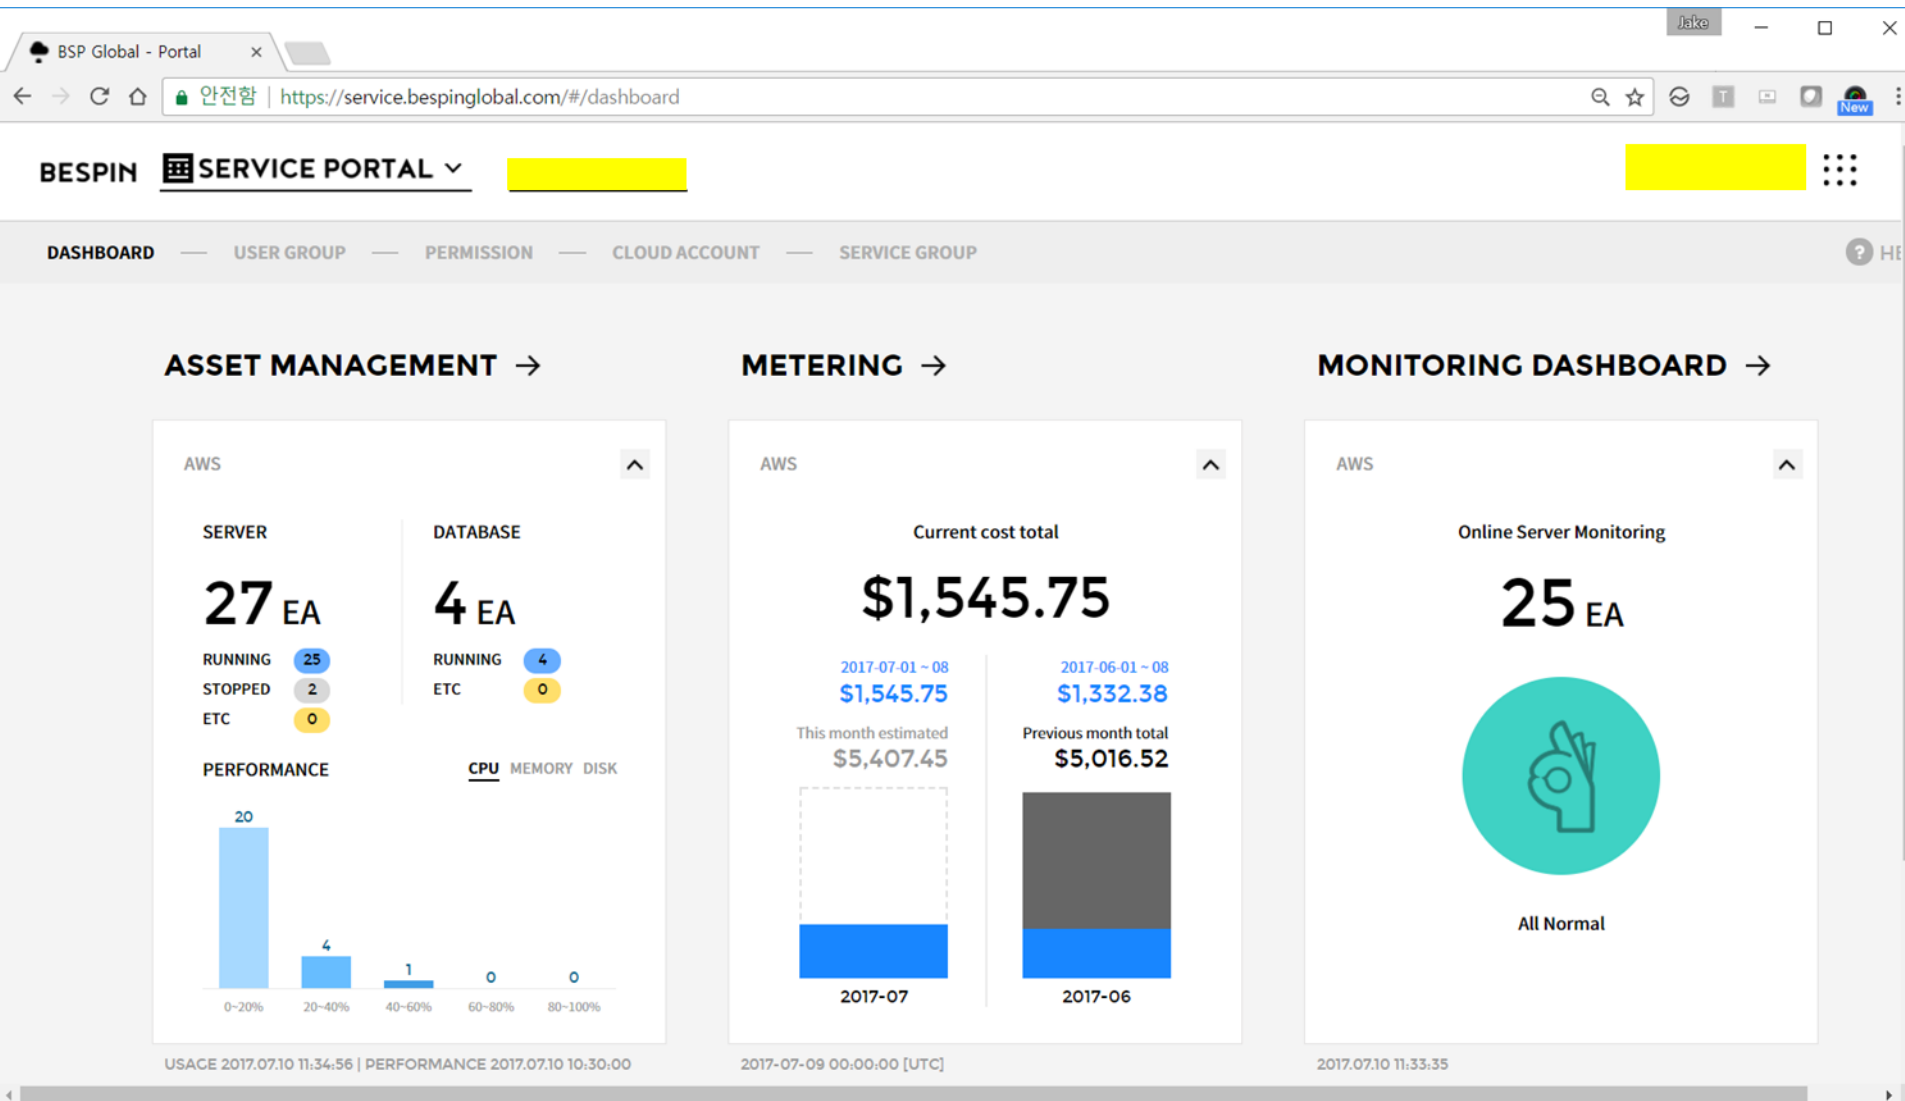 Jake
BSP Global - Portal
안전함 | https://service.bespinglobal.com/#/dashboard
T
New
BESPIN SERVICE PORTAL
DASHBOARD — USER GROUP — PERMISSION — CLOUD ACCOUNT — SERVICE GROUP
? HE
ASSET MANAGEMENT →
AWS
SERVER
27 EA
RUNNING 25
STOPPED 2
ETC 0
DATABASE
4 EA
RUNNING 4
ETC 0
PERFORMANCE
CPU MEMORY DISK
20 4 1 0 0
0~20% 20~40% 40~60% 60~80% 80~100%
USAGE 2017.07.10 11:34:56 | PERFORMANCE 2017.07.10 10:30:00
METERING →
AWS
Current cost total
$1,545.75
2017-07-01 ~ 08
$1,545.75
This month estimated
$5,407.45
2017-07
2017-06-01 ~ 08
$1,332.38
Previous month total
$5,016.52
2017-06
2017-07-09 00:00:00 [UTC]
MONITORING DASHBOARD →
AWS
Online Server Monitoring
25 EA
All Normal
2017.07.10 11:33:35